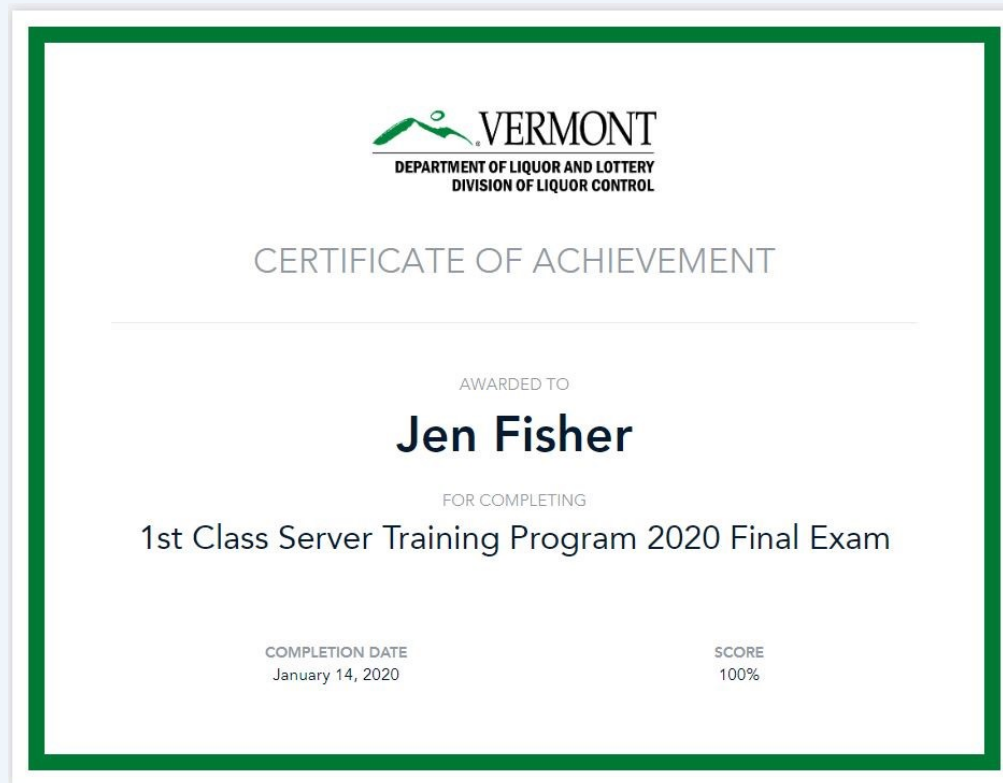 VERMONT
DEPARTMENT OF LIQUOR AND LOTTERY
DIVISION OF LIQUOR CONTROL
CERTIFICATE OF ACHIEVEMENT
AWARDED TO
Jen Fisher
FOR COMPLETING
1st Class Server Training Program 2020 Final Exam
COMPLETION DATE
January 14, 2020
SCORE
100%